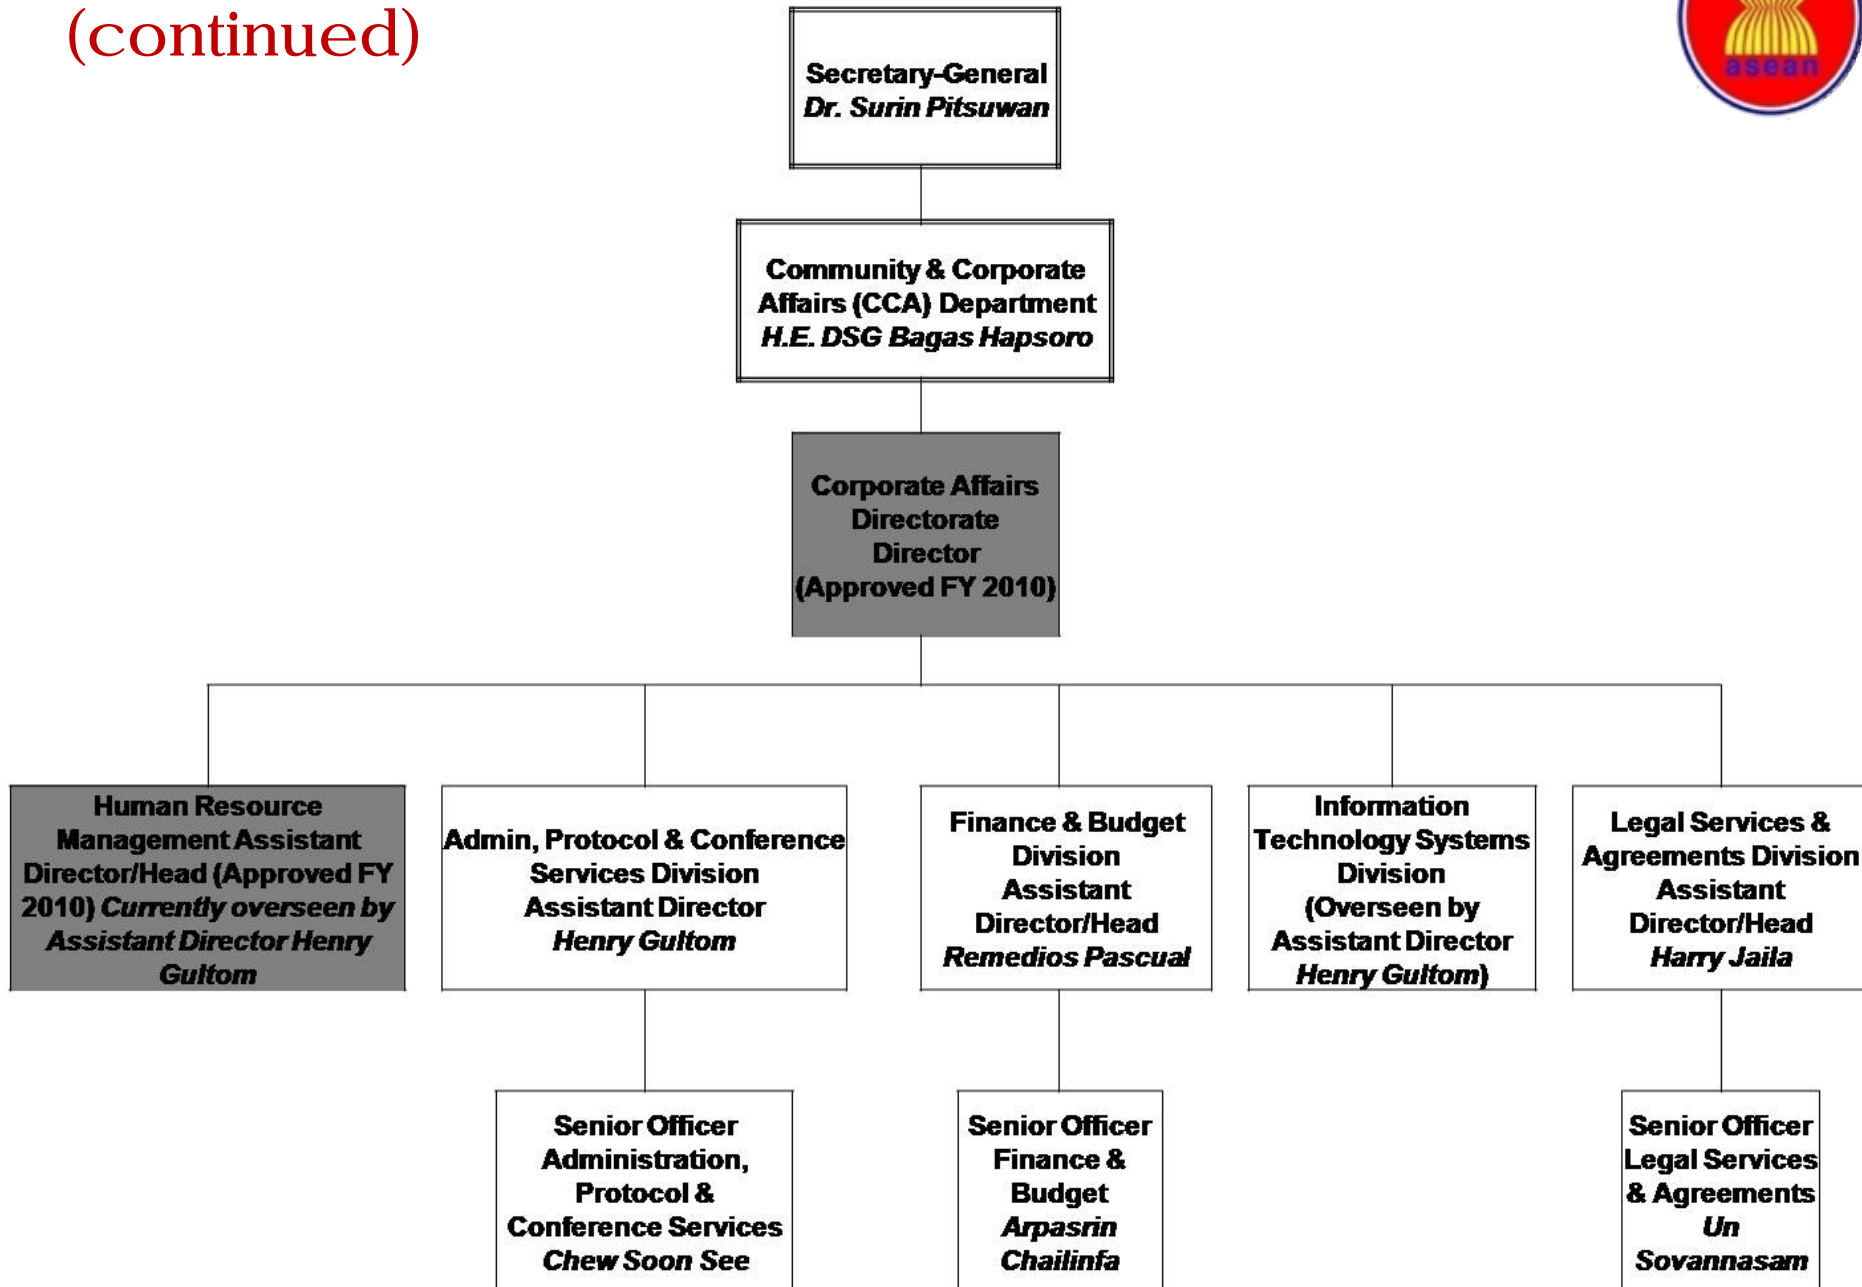 (continued)
asean
Secretary-General
Dr. Surin Pitsuwan
Community & Corporate
Affairs (CCA) Department
H.E. DSG Bagas Hapsoro
Corporate Affairs
Directorate
Director
(Approved FY 2010)
Human Resource
Management Assistant
Director/Head (Approved FY
2010) Currently overseen by
Assistant Director Henry
Gultom
Admin, Protocol & Conference
Services Division
Assistant Director
Henry Gultom
Finance & Budget
Division
Assistant
Director/Head
Remedios Pascual
Information
Technology Systems
Division
(Overseen by
Assistant Director
Henry Gultom)
Legal Services &
Agreements Division
Assistant
Director/Head
Harry Jaila
Senior Officer
Administration,
Protocol &
Conference Services
Chew Soon See
Senior Officer
Finance &
Budget
Arpasrin
Chailinfa
Senior Officer
Legal Services
& Agreements
Un
Sovannasam